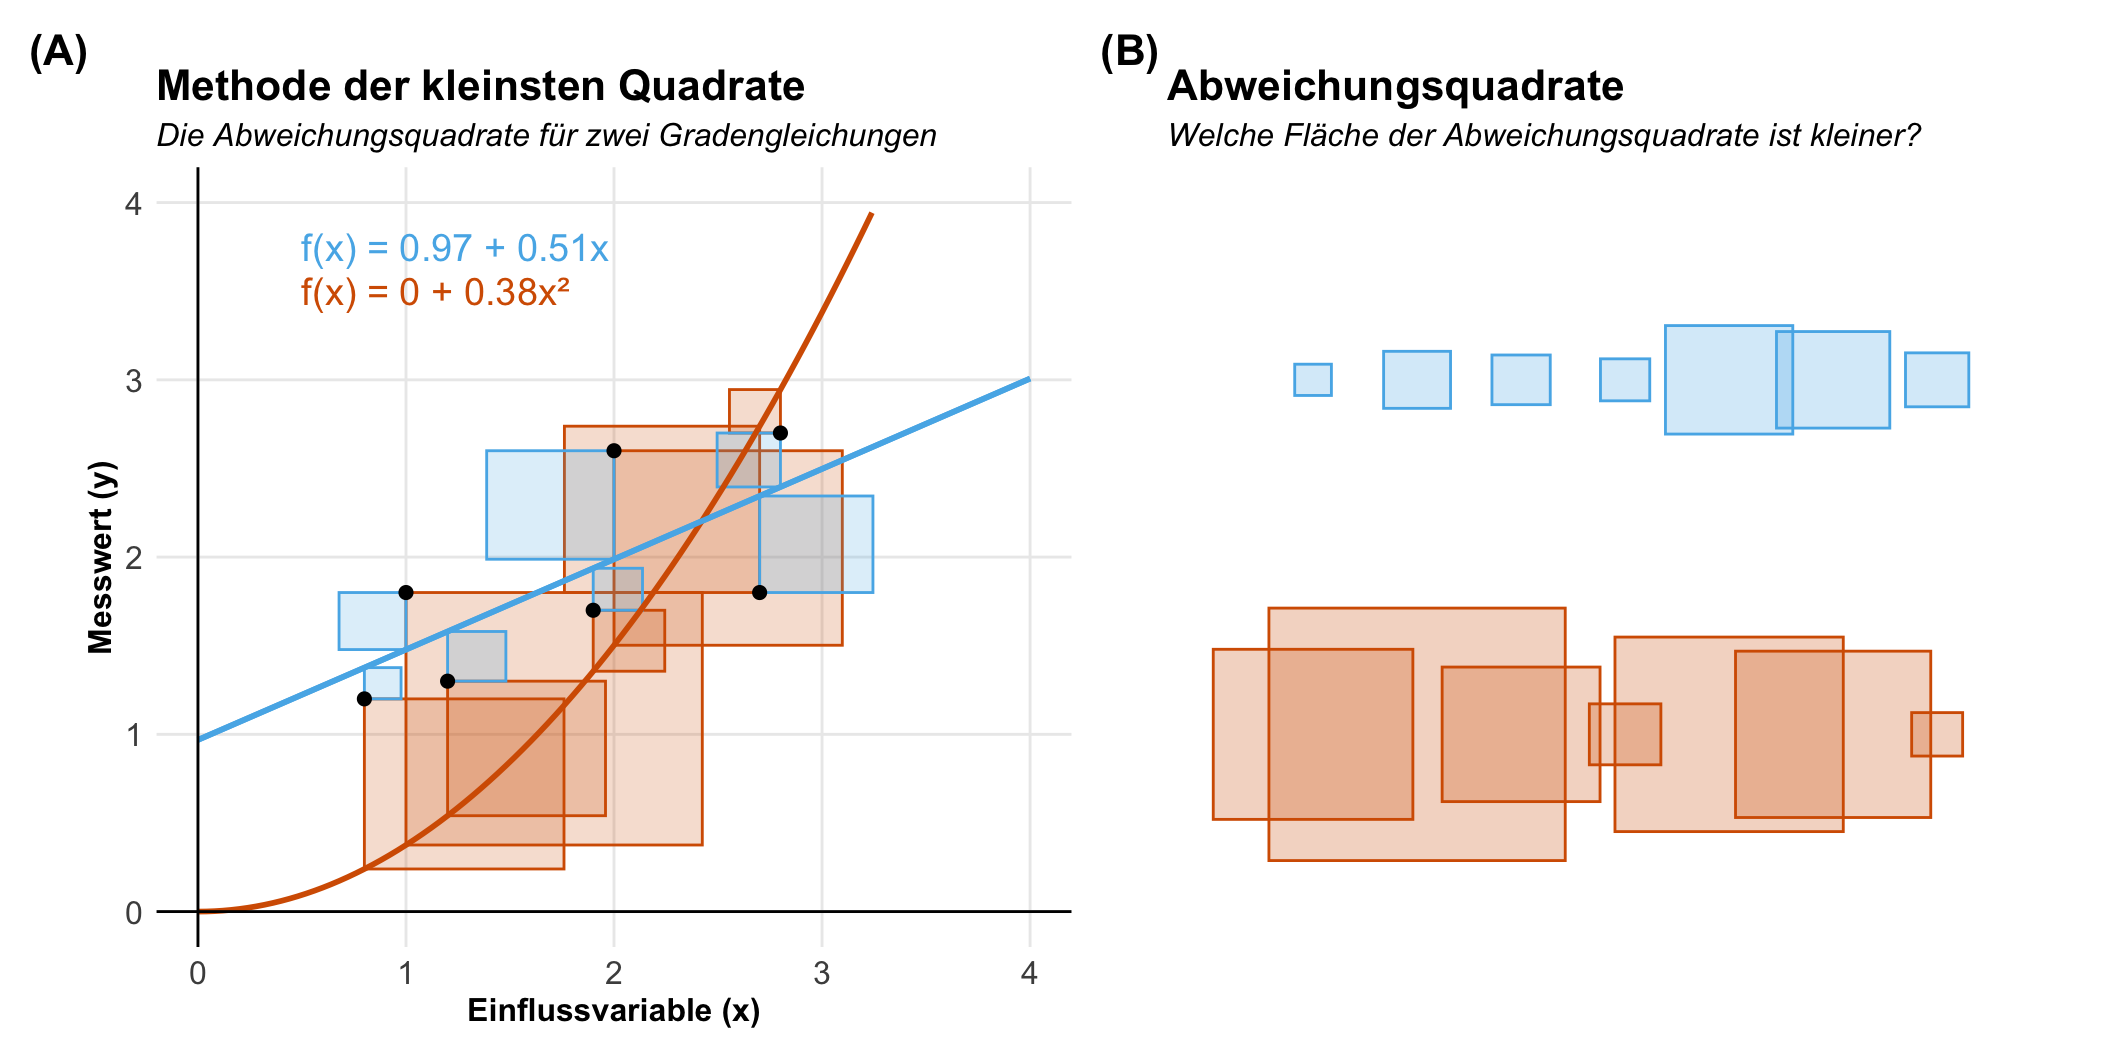 (A)
Methode der kleinsten Quadrate
Die Abweichungsquadrate für zwei Gradengleichungen
4
3
2
1
0
f(x) = 0.97 + 0.51x
f(x) = 0 + 0.38x²
Messwert (y)
0 1 2 3 4
Einflussvariable (x)
(B)
Abweichungsquadrate
Welche Fläche der Abweichungsquadrate ist kleiner?